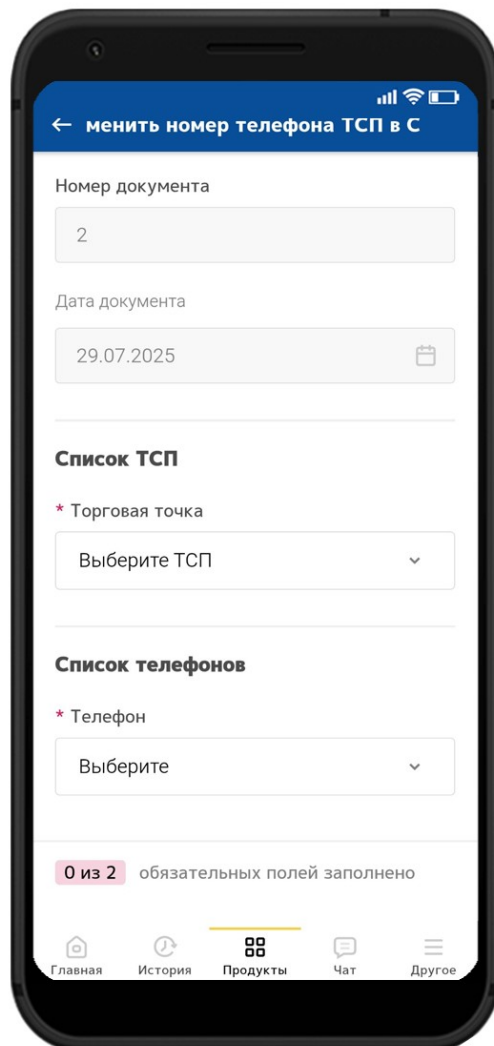 менить номер телефона ТСП в С
Номер документа
2
Дата документа
29.07.2025
Список ТСП
* Торговая точка
Выберите ТСП
Список телефонов
* Телефон
Выберите
0 из 2 обязательных полей заполнено
Главная История Продукты Чат Другое